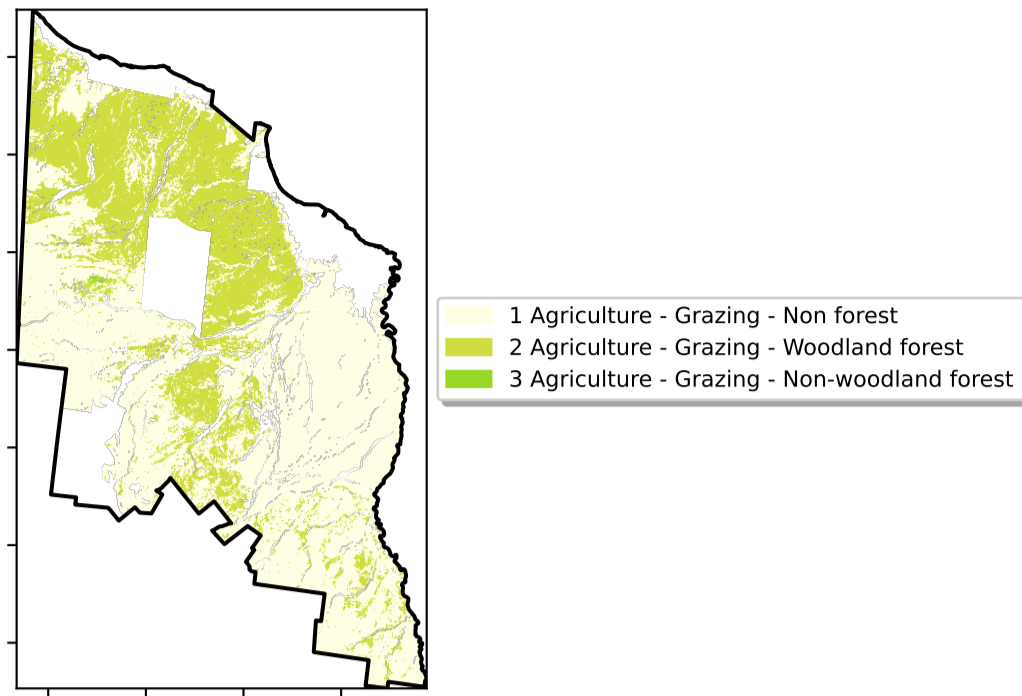 1 Agriculture - Grazing - Non forest
2 Agriculture - Grazing - Woodland forest
3 Agriculture - Grazing - Non-woodland forest